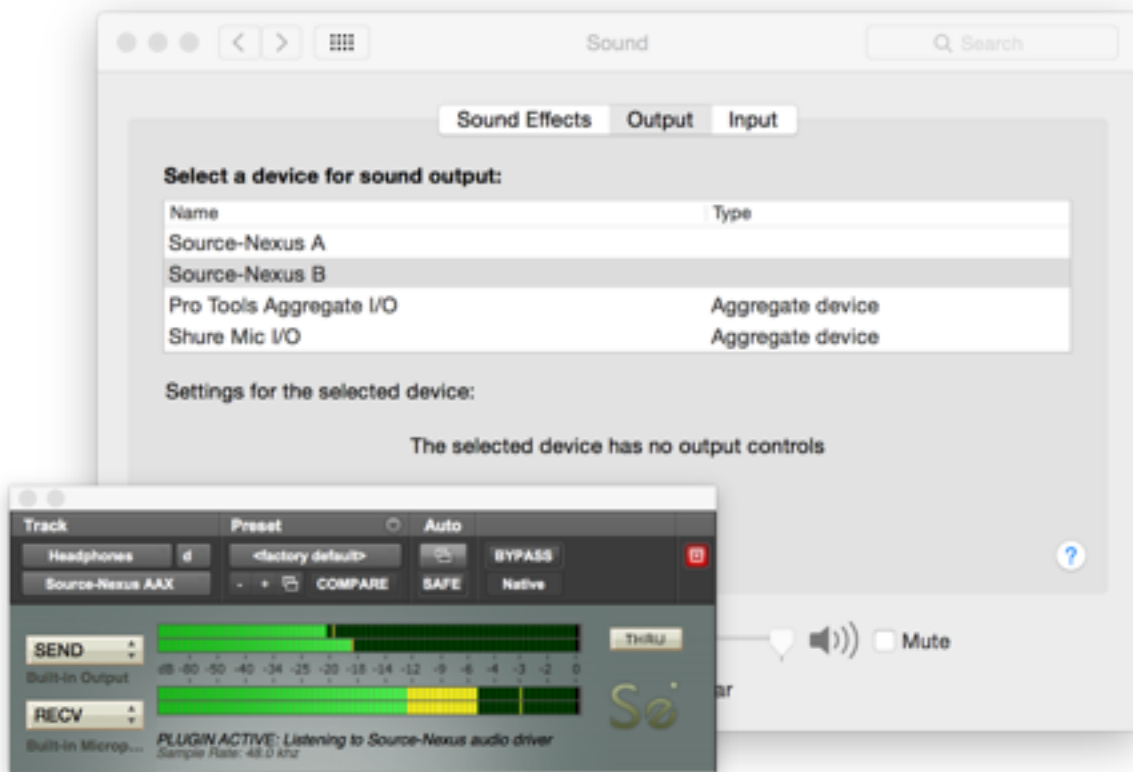 Sound
Search
Sound Effects Output Input
Select a device for sound output:
Name Type
Source-Nexus A
Source-Nexus B
Pro Tools Aggregate I/O Aggregate device
Shure Mic I/O Aggregate device
Settings for the selected device:
The selected device has no output controls
?
Mute
ar
Track Preset Auto
Headphones d <factory default> BYPASS
Source-Nexus AAX - + COMPARE SAFE Native
SEND THRU
dB -60 -50 -40 -34 -25 -20 -18 -14 -12 -9 -6 -4 -3 -2 0
Built-in Output
RECV
Built-in Microp... PLUGIN ACTIVE: Listening to Source-Nexus audio driver
Sample Rate: 48.0 khz